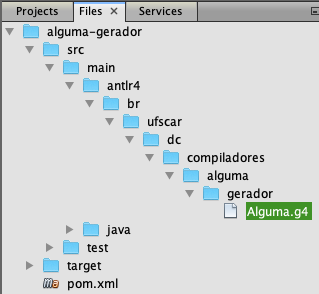 Projects Files × Services
alguma-gerador
src
main
antlr4
br
ufscar
dc
compiladores
alguma
gerador
Alguma.g4
java
test
target
pom.xml